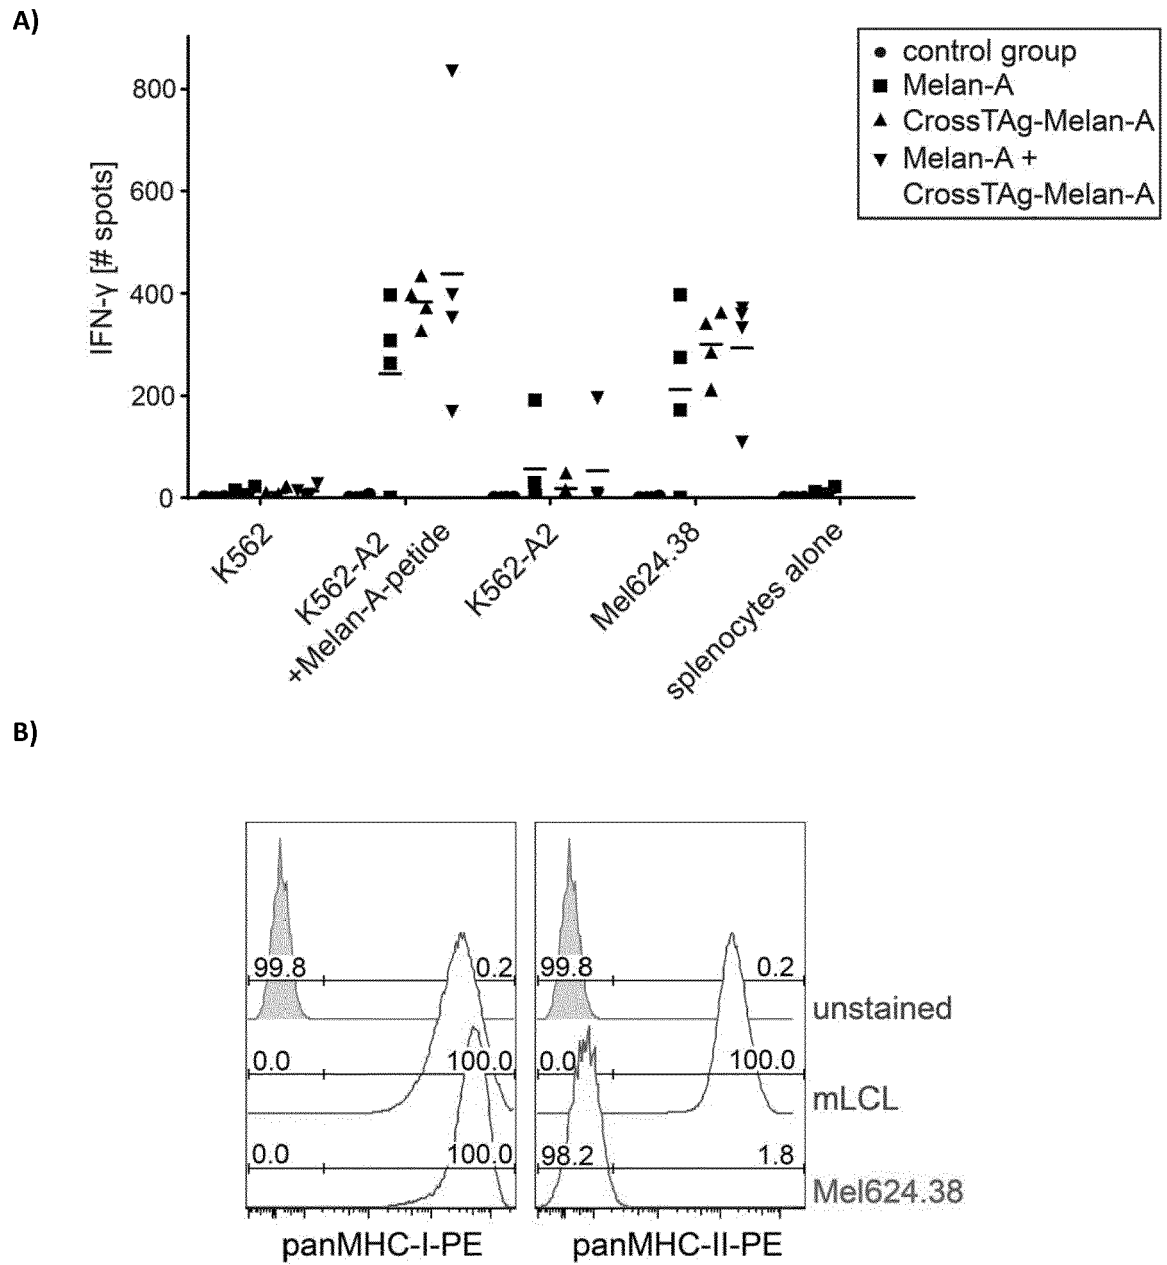 A)
control group
Melan-A
CrossTAg-Melan-A
Melan-A +
CrossTAg-Melan-A
IFN-γ [# spots]
800
600
400
200
0
K562
K562-A2
+Melan-A-petide
K562-A2
Mel624.38
splenocytes alone
B)
99.8 0.2 99.8 0.2
unstained
0.0 100.0 0.0 100.0
mLCL
0.0 100.0 98.2 1.8
Mel624.38
panMHC-I-PE panMHC-II-PE